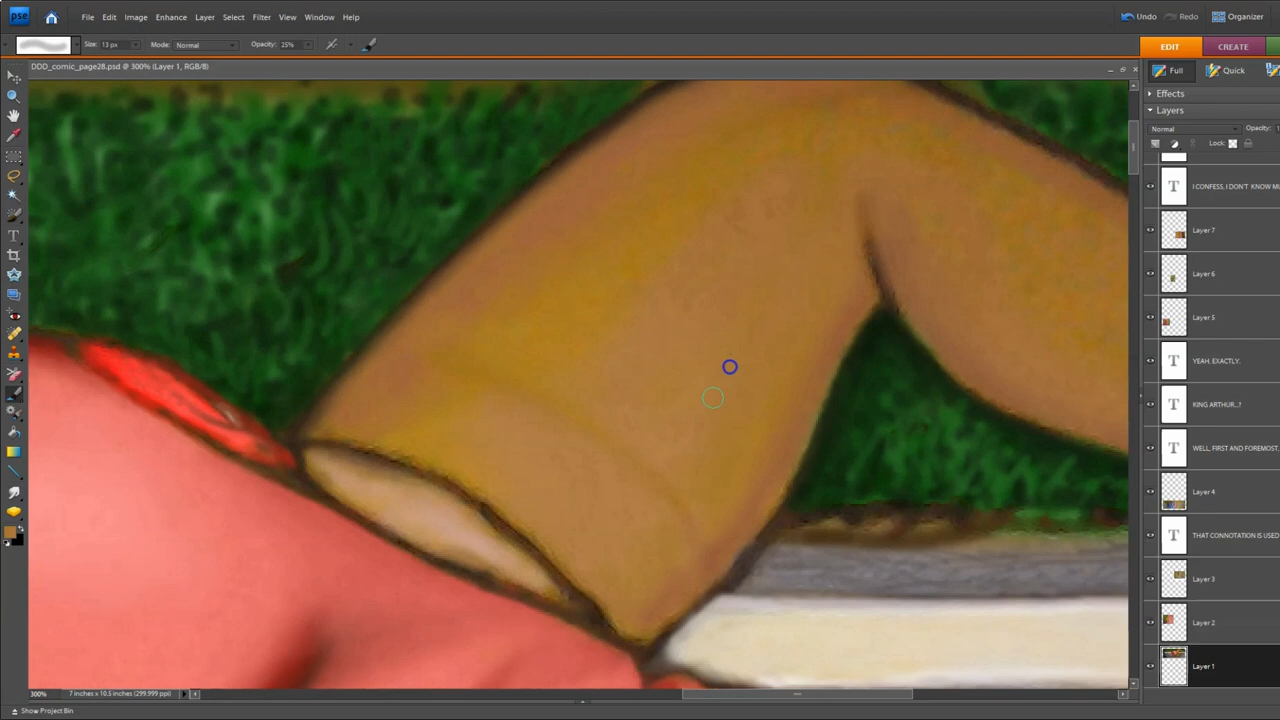 pse File Edit Image Enhance Layer Select Filter View Window Help Undo Redo Organizer
Size: 13 px Mode: Normal Opacity: 25% EDIT CREATE
DDD_comic_page28.psd @ 300% (Layer 1, RGB/8)
Full Quick
Effects
Layers
Normal Opacity: 1
Lock:
T I CONFESS, I DON'T KNOW
Layer 7
Layer 6
Layer 5
T YEAH. EXACTLY.
T KING ARTHUR...?
T WELL, FIRST AND FOREMOST,
Layer 4
T THAT CONNOTATION IS USED
Layer 3
Layer 2
Layer 1
300% 7 inches x 10.5 inches (299.999 ppi)
Show Project Bin